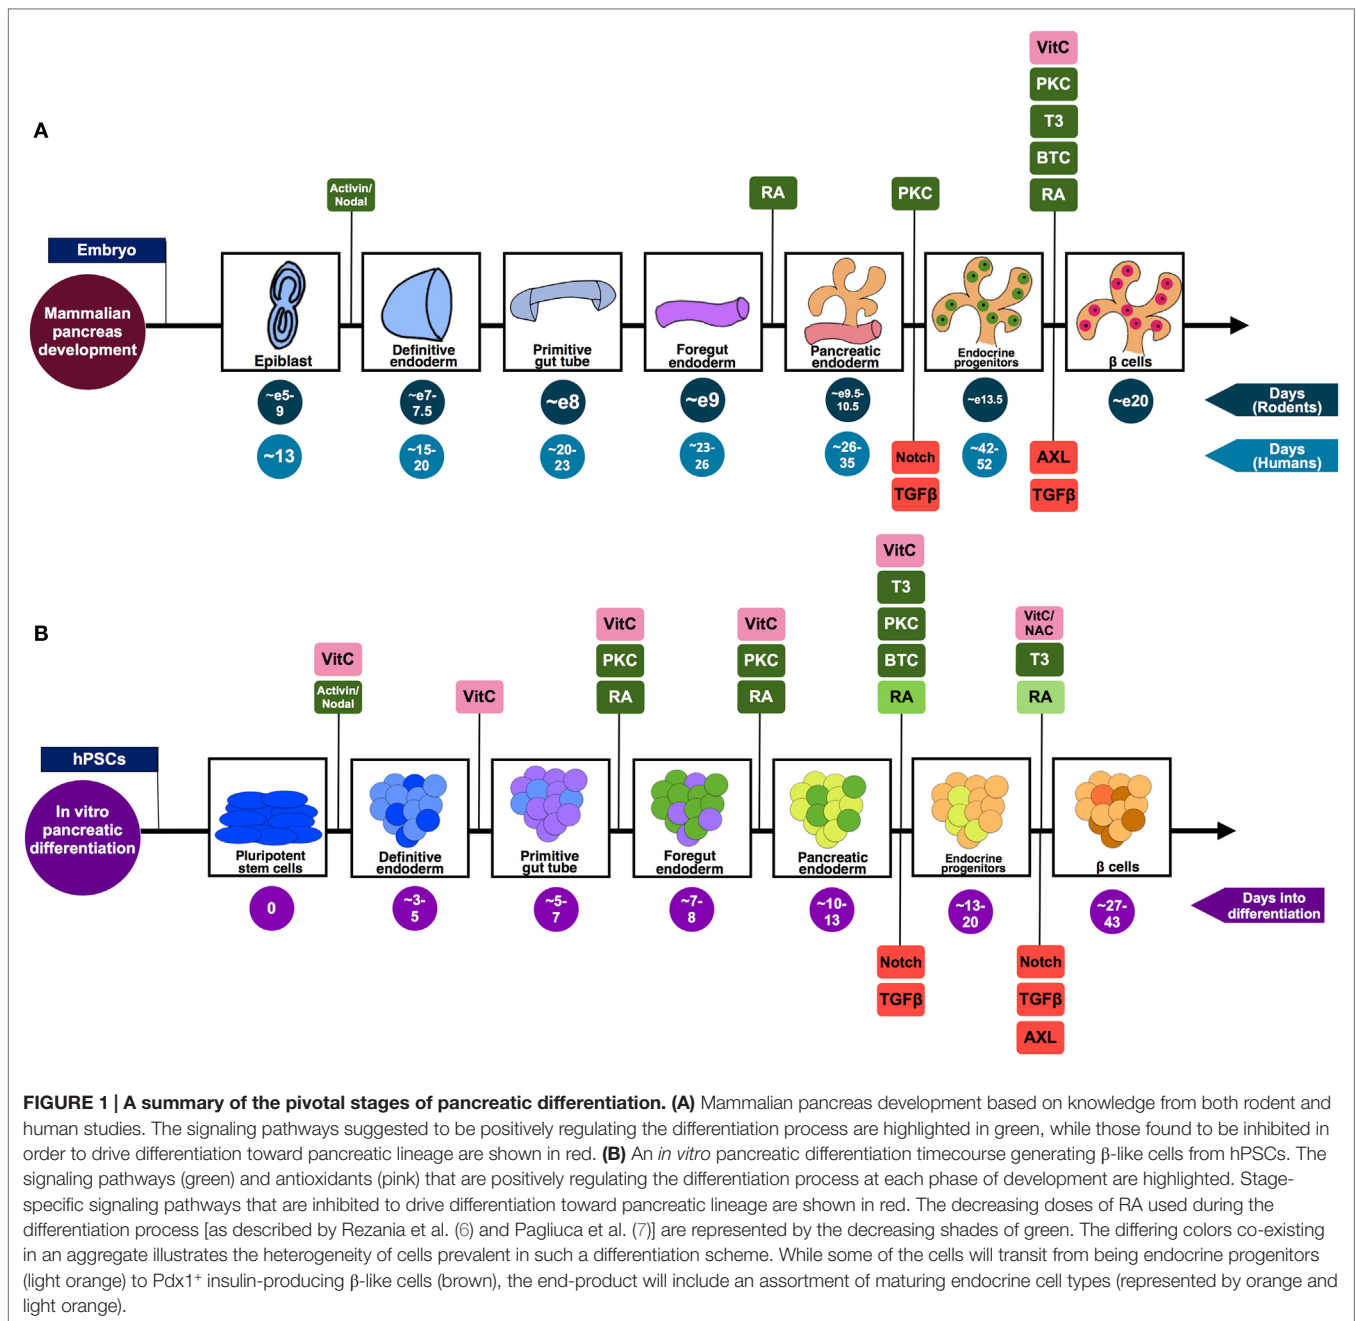 A
VitC
PKC
T3
BTC
RA
Activin/
Nodal
RA
PKC
Embryo
Mammalian
pancreas
development
Epiblast
Definitive
endoderm
Primitive
gut tube
Foregut
endoderm
Pancreatic
endoderm
Endocrine
progenitors
β cells
~e5-
9
~e7-
7.5
~e8
~e9
~e9.5-
10.5
~e13.5
~e20
Days
(Rodents)
~13
~15-
20
~20-
23
~23-
26
~26-
35
~42-
52
Days
(Humans)
Notch
TGFβ
AXL
TGFβ
B
VitC
Activin/
Nodal
VitC
VitC
PKC
RA
VitC
PKC
RA
VitC
T3
PKC
BTC
RA
VitC/
NAC
T3
RA
hPSCs
In vitro
pancreatic
differentiation
Pluripotent
stem cells
Definitive
endoderm
Primitive
gut tube
Foregut
endoderm
Pancreatic
endoderm
Endocrine
progenitors
β cells
0
~3-
5
~5-
7
~7-
8
~10-
13
~13-
20
~27-
43
Days into
differentiation
Notch
TGFβ
Notch
TGFβ
AXL
FIGURE 1 | A summary of the pivotal stages of pancreatic differentiation. (A) Mammalian pancreas development based on knowledge from both rodent and
human studies. The signaling pathways suggested to be positively regulating the differentiation process are highlighted in green, while those found to be inhibited in
order to drive differentiation toward pancreatic lineage are shown in red. (B) An in vitro pancreatic differentiation timecourse generating β-like cells from hPSCs. The
signaling pathways (green) and antioxidants (pink) that are positively regulating the differentiation process at each phase of development are highlighted. Stage-
specific signaling pathways that are inhibited to drive differentiation toward pancreatic lineage are shown in red. The decreasing doses of RA used during the
differentiation process [as described by Rezania et al. (6) and Pagliuca et al. (7)] are represented by the decreasing shades of green. The differing colors co-existing
in an aggregate illustrates the heterogeneity of cells prevalent in such a differentiation scheme. While some of the cells will transit from being endocrine progenitors
(light orange) to Pdx1⁺ insulin-producing β-like cells (brown), the end-product will include an assortment of maturing endocrine cell types (represented by orange and
light orange).